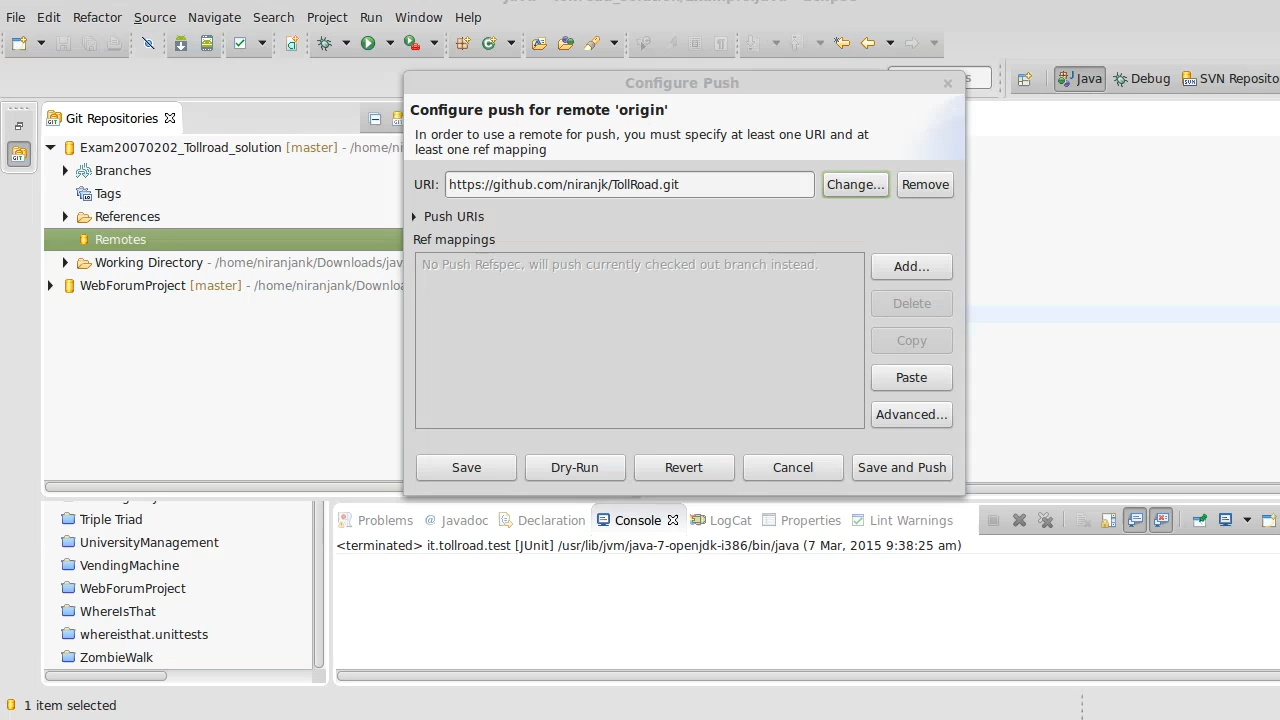 File Edit Refactor Source Navigate Search Project Run Window Help
Java Debug SVN Reposito
Git Repositories
Exam20070202_Tollroad_solution [master] - /home/ni
Branches
Tags
References
Remotes
Working Directory - /home/niranjank/Downloads/jav
WebForumProject [master] - /home/niranjank/Downloa
Configure Push
Configure push for remote 'origin'
In order to use a remote for push, you must specify at least one URI and at
least one ref mapping
URI: https://github.com/niranjk/TollRoad.git Change... Remove
Push URIs
Ref mappings
No Push Refspec, will push currently checked out branch instead.
Add...
Delete
Copy
Paste
Advanced...
Save Dry-Run Revert Cancel Save and Push
Triple Triad
UniversityManagement
VendingMachine
WebForumProject
WhereIsThat
whereisthat.unittests
ZombieWalk
Problems Javadoc Declaration Console LogCat Properties Lint Warnings
<terminated> it.tollroad.test [JUnit] /usr/lib/jvm/java-7-openjdk-i386/bin/java (7 Mar, 2015 9:38:25 am)
1 item selected